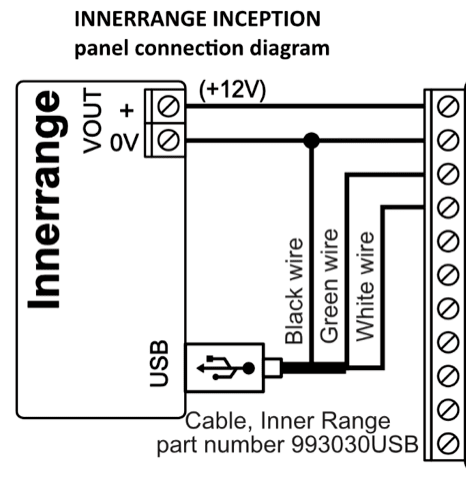 INNERRANGE INCEPTION
panel connection diagram
(+12V)
Innerrange
VOUT
+
0V
Black wire
Green wire
White wire
USB
Cable, Inner Range
part number 993030USB